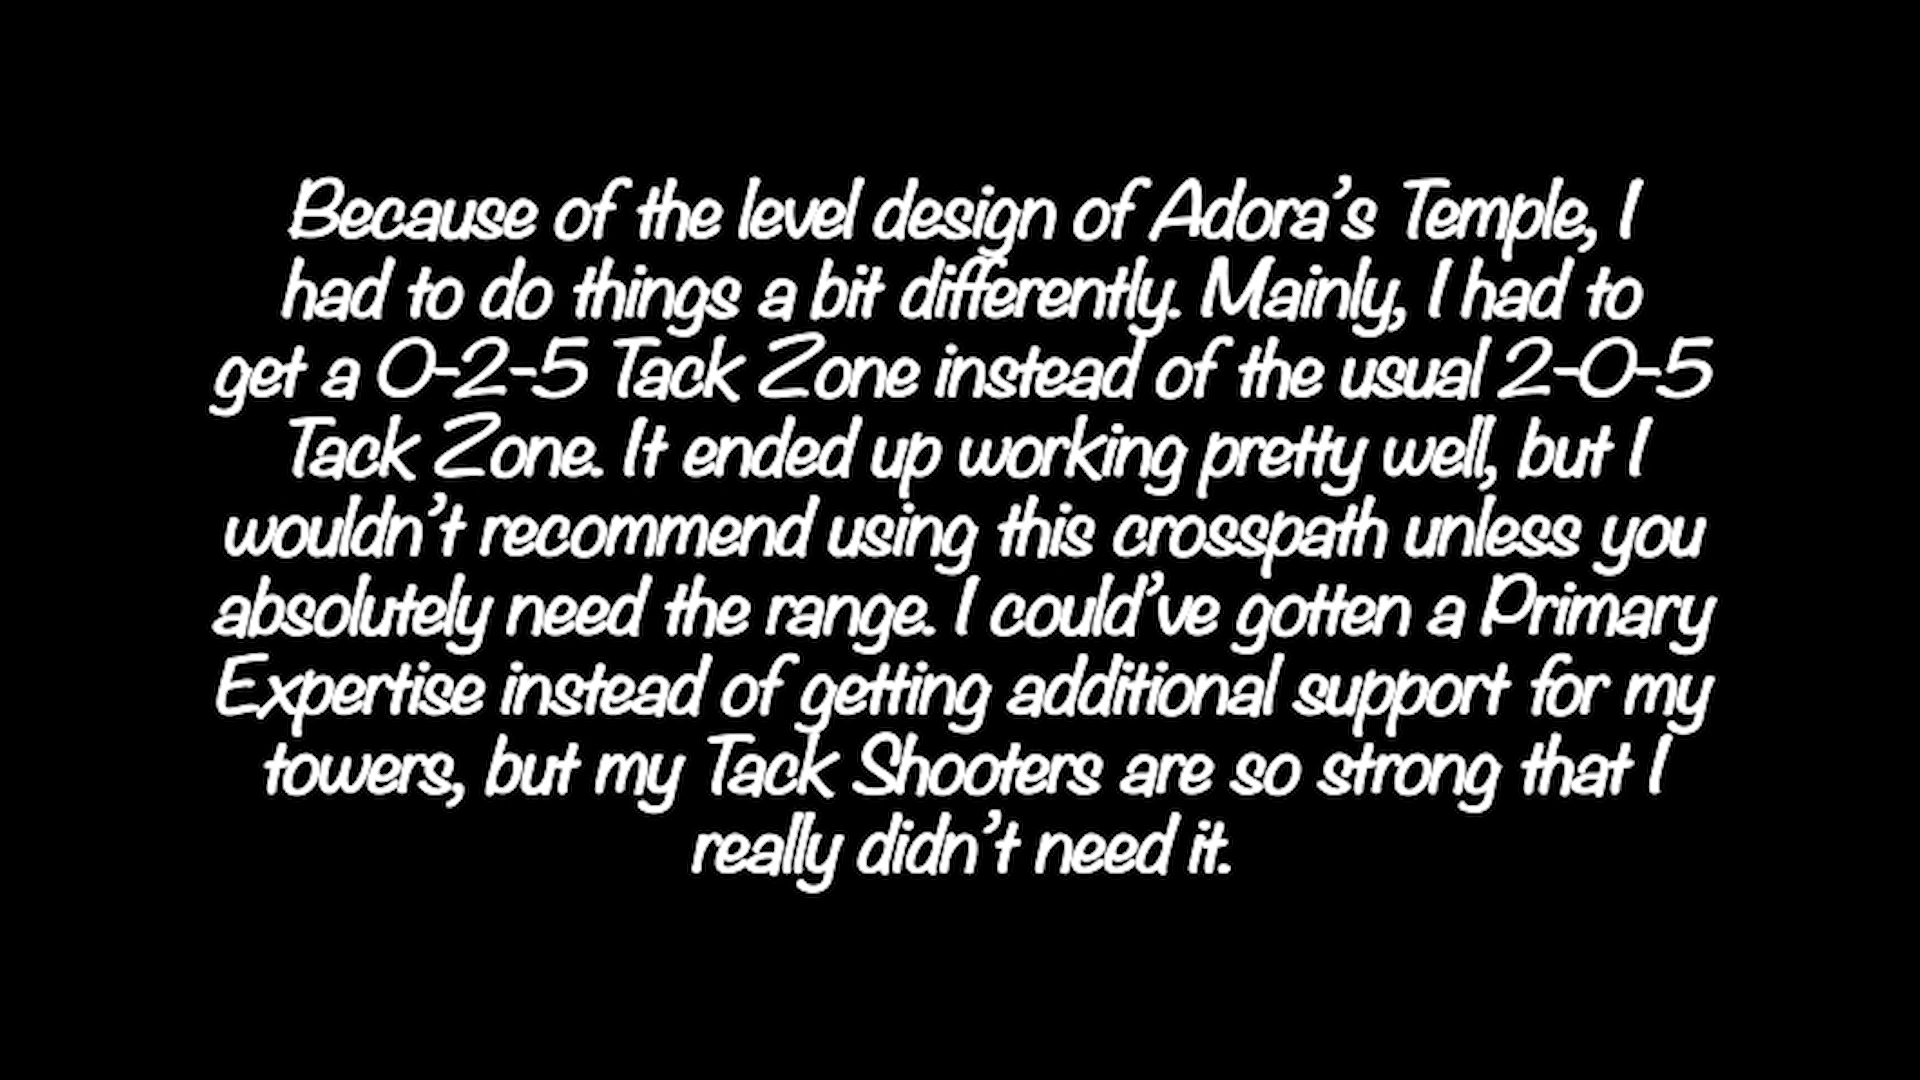 Because of the level design of Adora's Temple, I
had to do things a bit differently. Mainly, I had to
get a 0-2-5 Tack Zone instead of the usual 2-0-5
Tack Zone. It ended up working pretty well, but I
wouldn't recommend using this crosspath unless you
absolutely need the range. I could've gotten a Primary
Expertise instead of getting additional support for my
towers, but my Tack Shooters are so strong that I
really didn't need it.